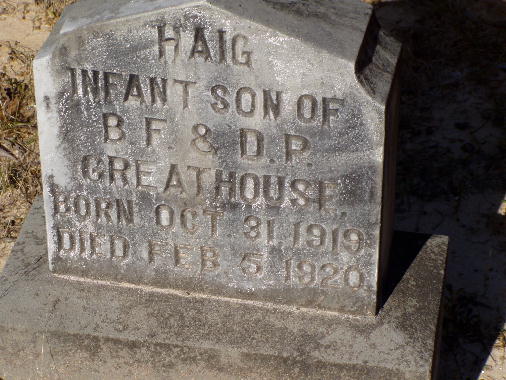 HAIG
INFANT SON OF
B F. & D. P.
GREATHOUSE.
BORN OCT 31, 1919
DIED FEB. 5, 1920